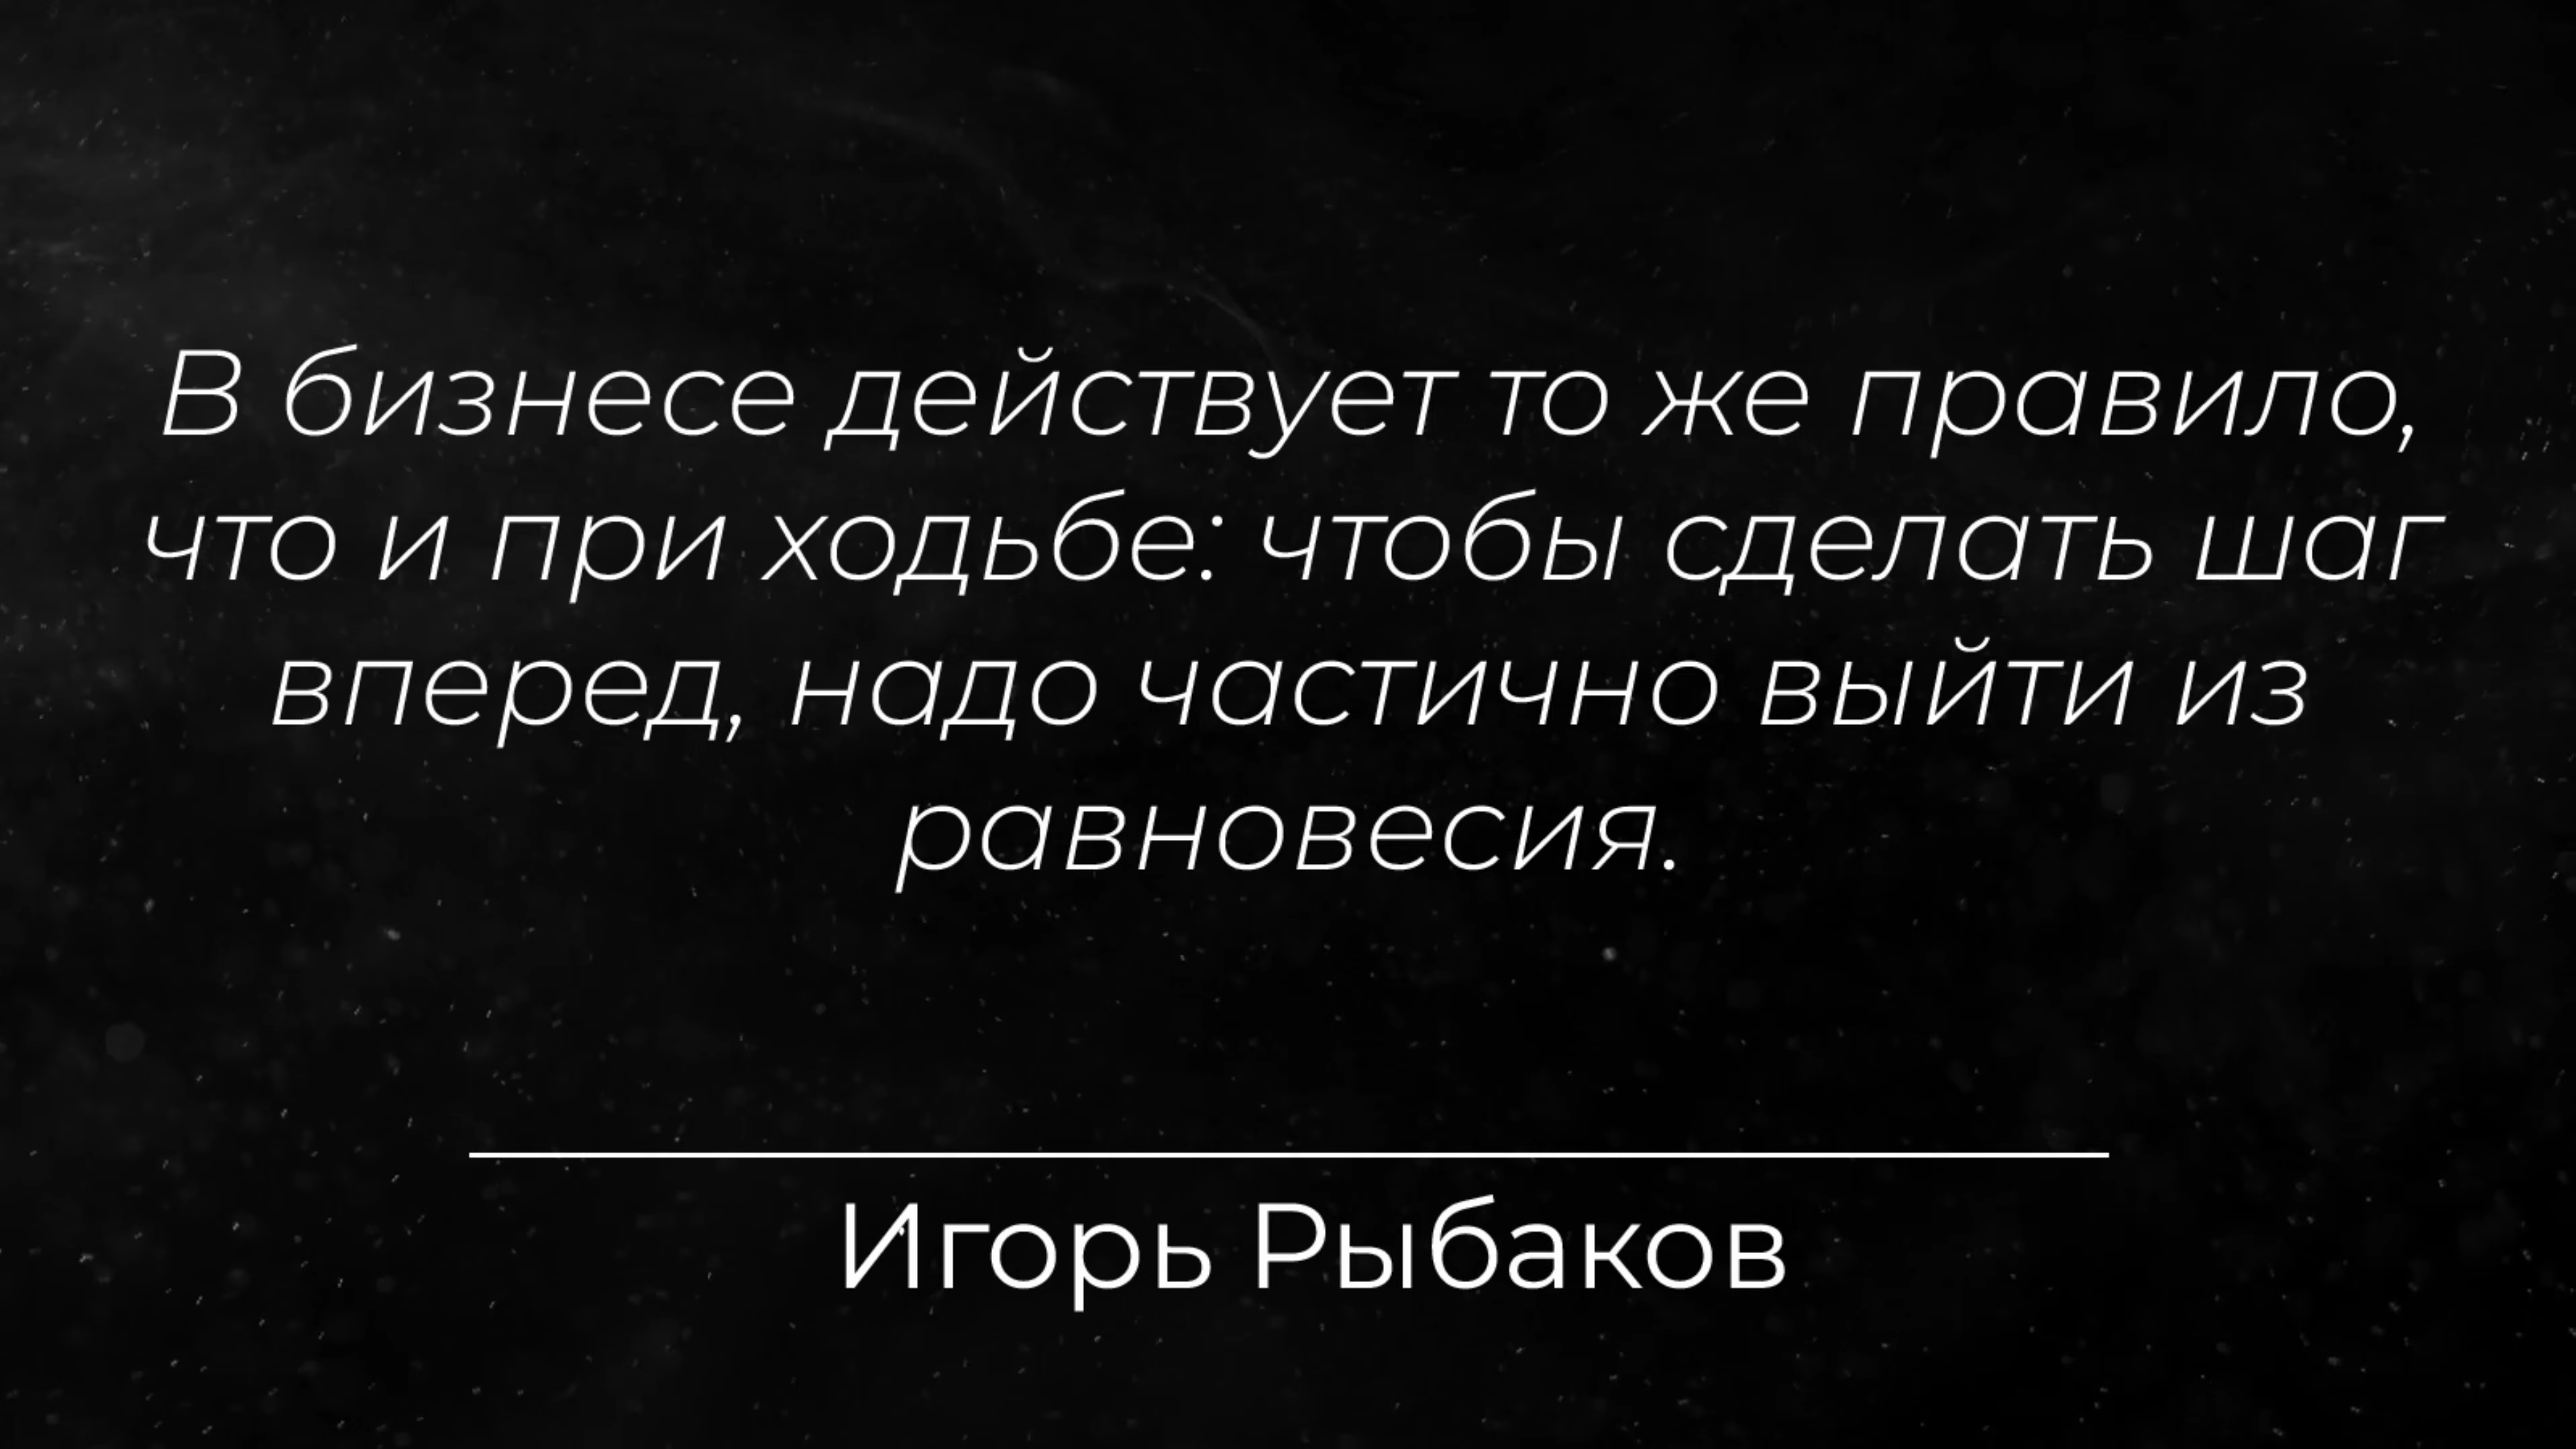 В бизнесе действует то же правило,
что и при ходьбе: чтобы сделать шаг
вперед, надо частично выйти из
равновесия.
Игорь Рыбаков